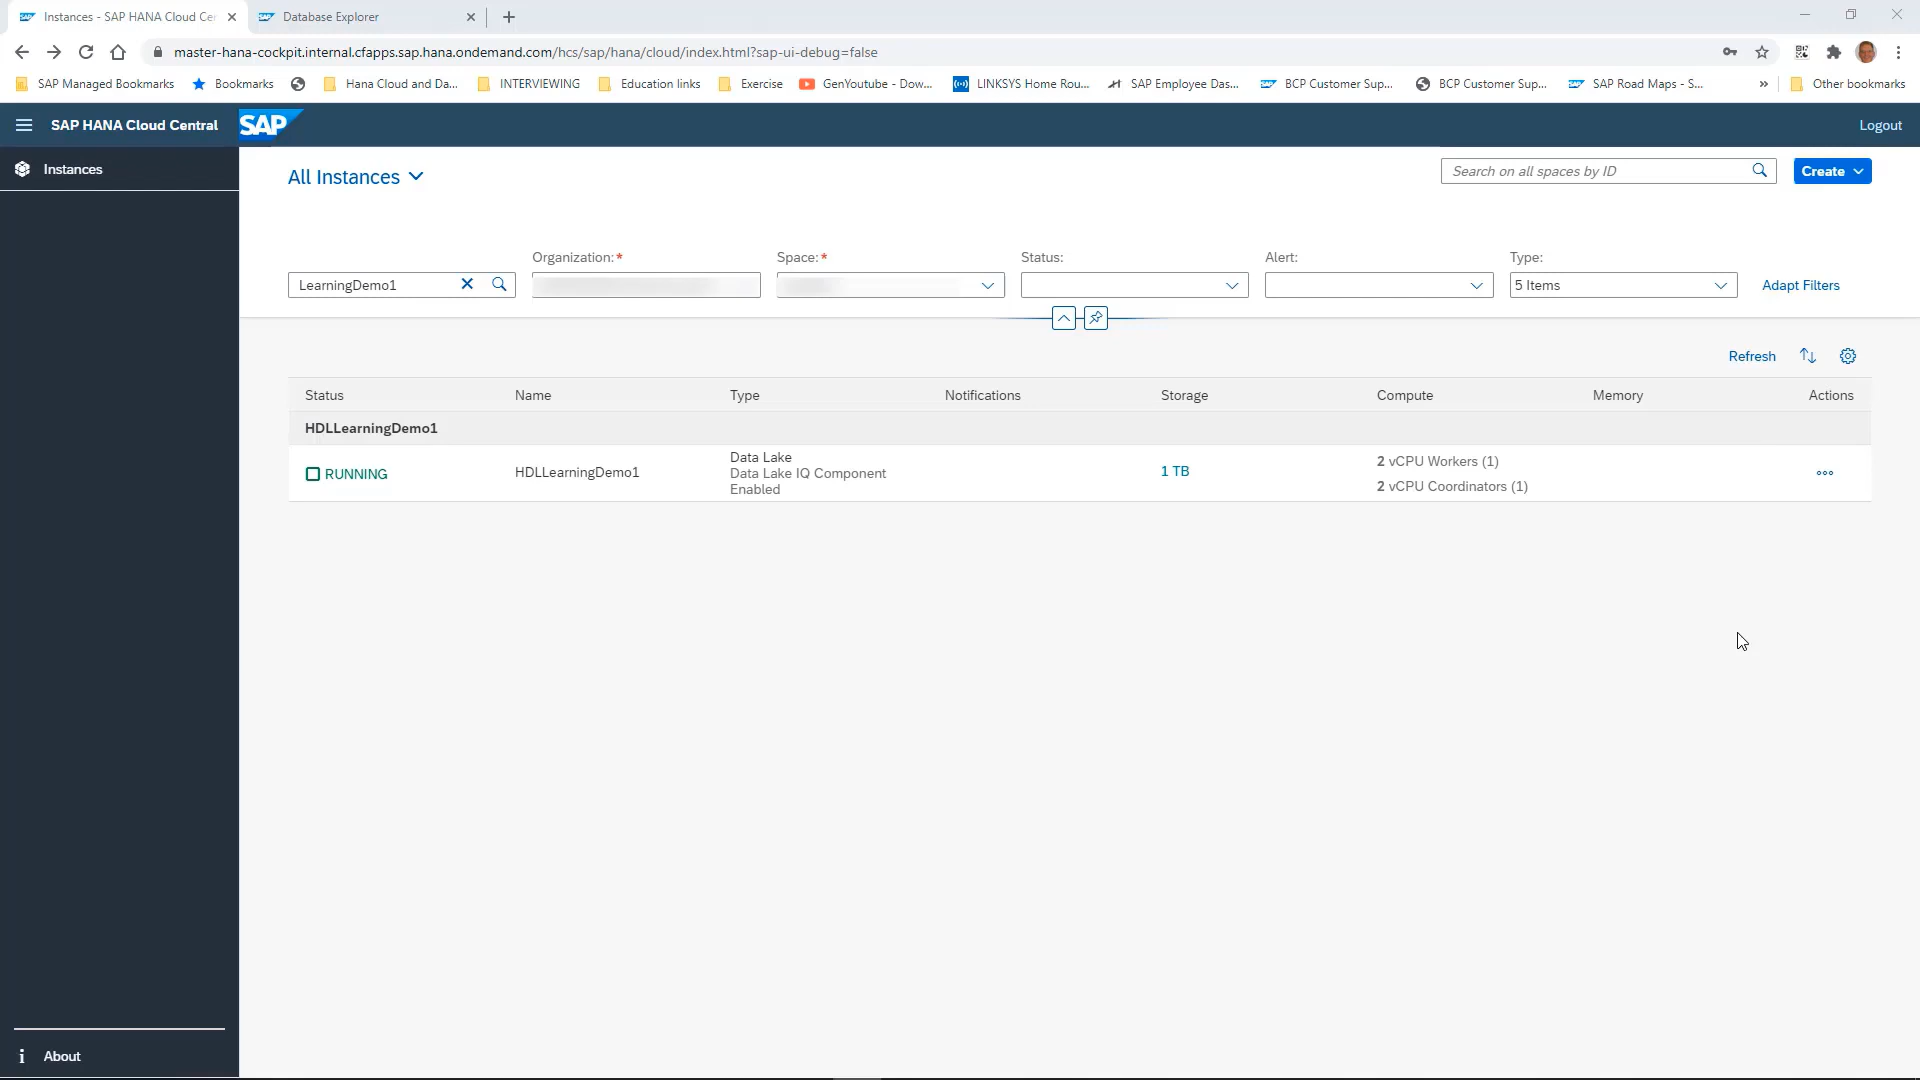 Instances - SAP HANA Cloud Cer
Database Explorer
master-hana-cockpit.internal.cfapps.sap.hana.ondemand.com/hcs/sap/hana/cloud/index.html?sap-ui-debug=false
SAP Managed Bookmarks
Bookmarks
Hana Cloud and Da...
INTERVIEWING
Education links
Exercise
GenYoutube - Dow...
LINKSYS Home Rou...
SAP Employee Das...
BCP Customer Sup...
BCP Customer Sup...
SAP Road Maps - S...
»
Other bookmarks
SAP HANA Cloud Central
SAP
Logout
Instances
All Instances
Search on all spaces by ID
Create
Organization:*
Space:*
Status:
Alert:
Type:
LearningDemo1
5 Items
Adapt Filters
Refresh
Status
Name
Type
Notifications
Storage
Compute
Memory
Actions
HDLLearningDemo1
RUNNING
HDLLearningDemo1
Data Lake
Data Lake IQ Component
Enabled
1 TB
2 vCPU Workers (1)
2 vCPU Coordinators (1)
About